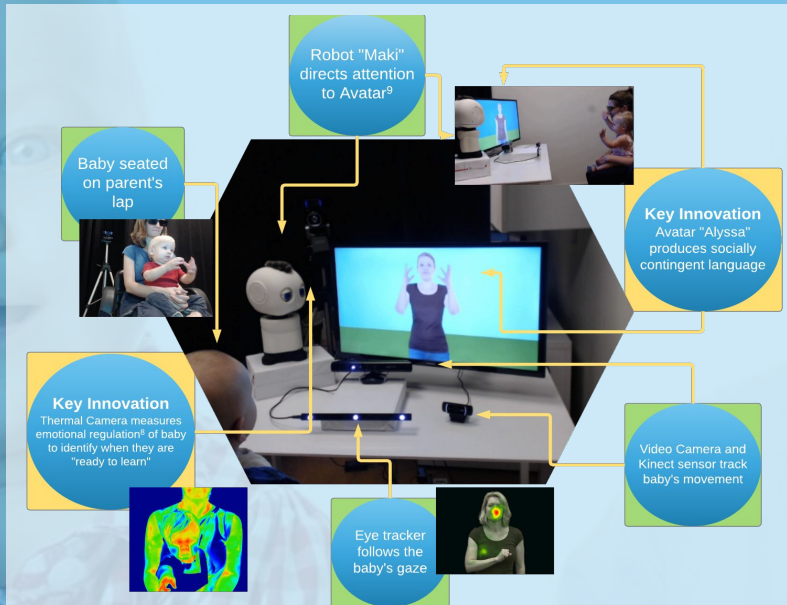 Robot "Maki"
directs attention
to Avatar⁹
Baby seated
on parent's
lap
Key Innovation
Avatar "Alyssa"
produces socially
contingent language
Key Innovation
Thermal Camera measures
emotional regulation⁸ of baby
to identify when they are
"ready to learn"
Video Camera and
Kinect sensor track
baby's movement
Eye tracker
follows the
baby's gaze